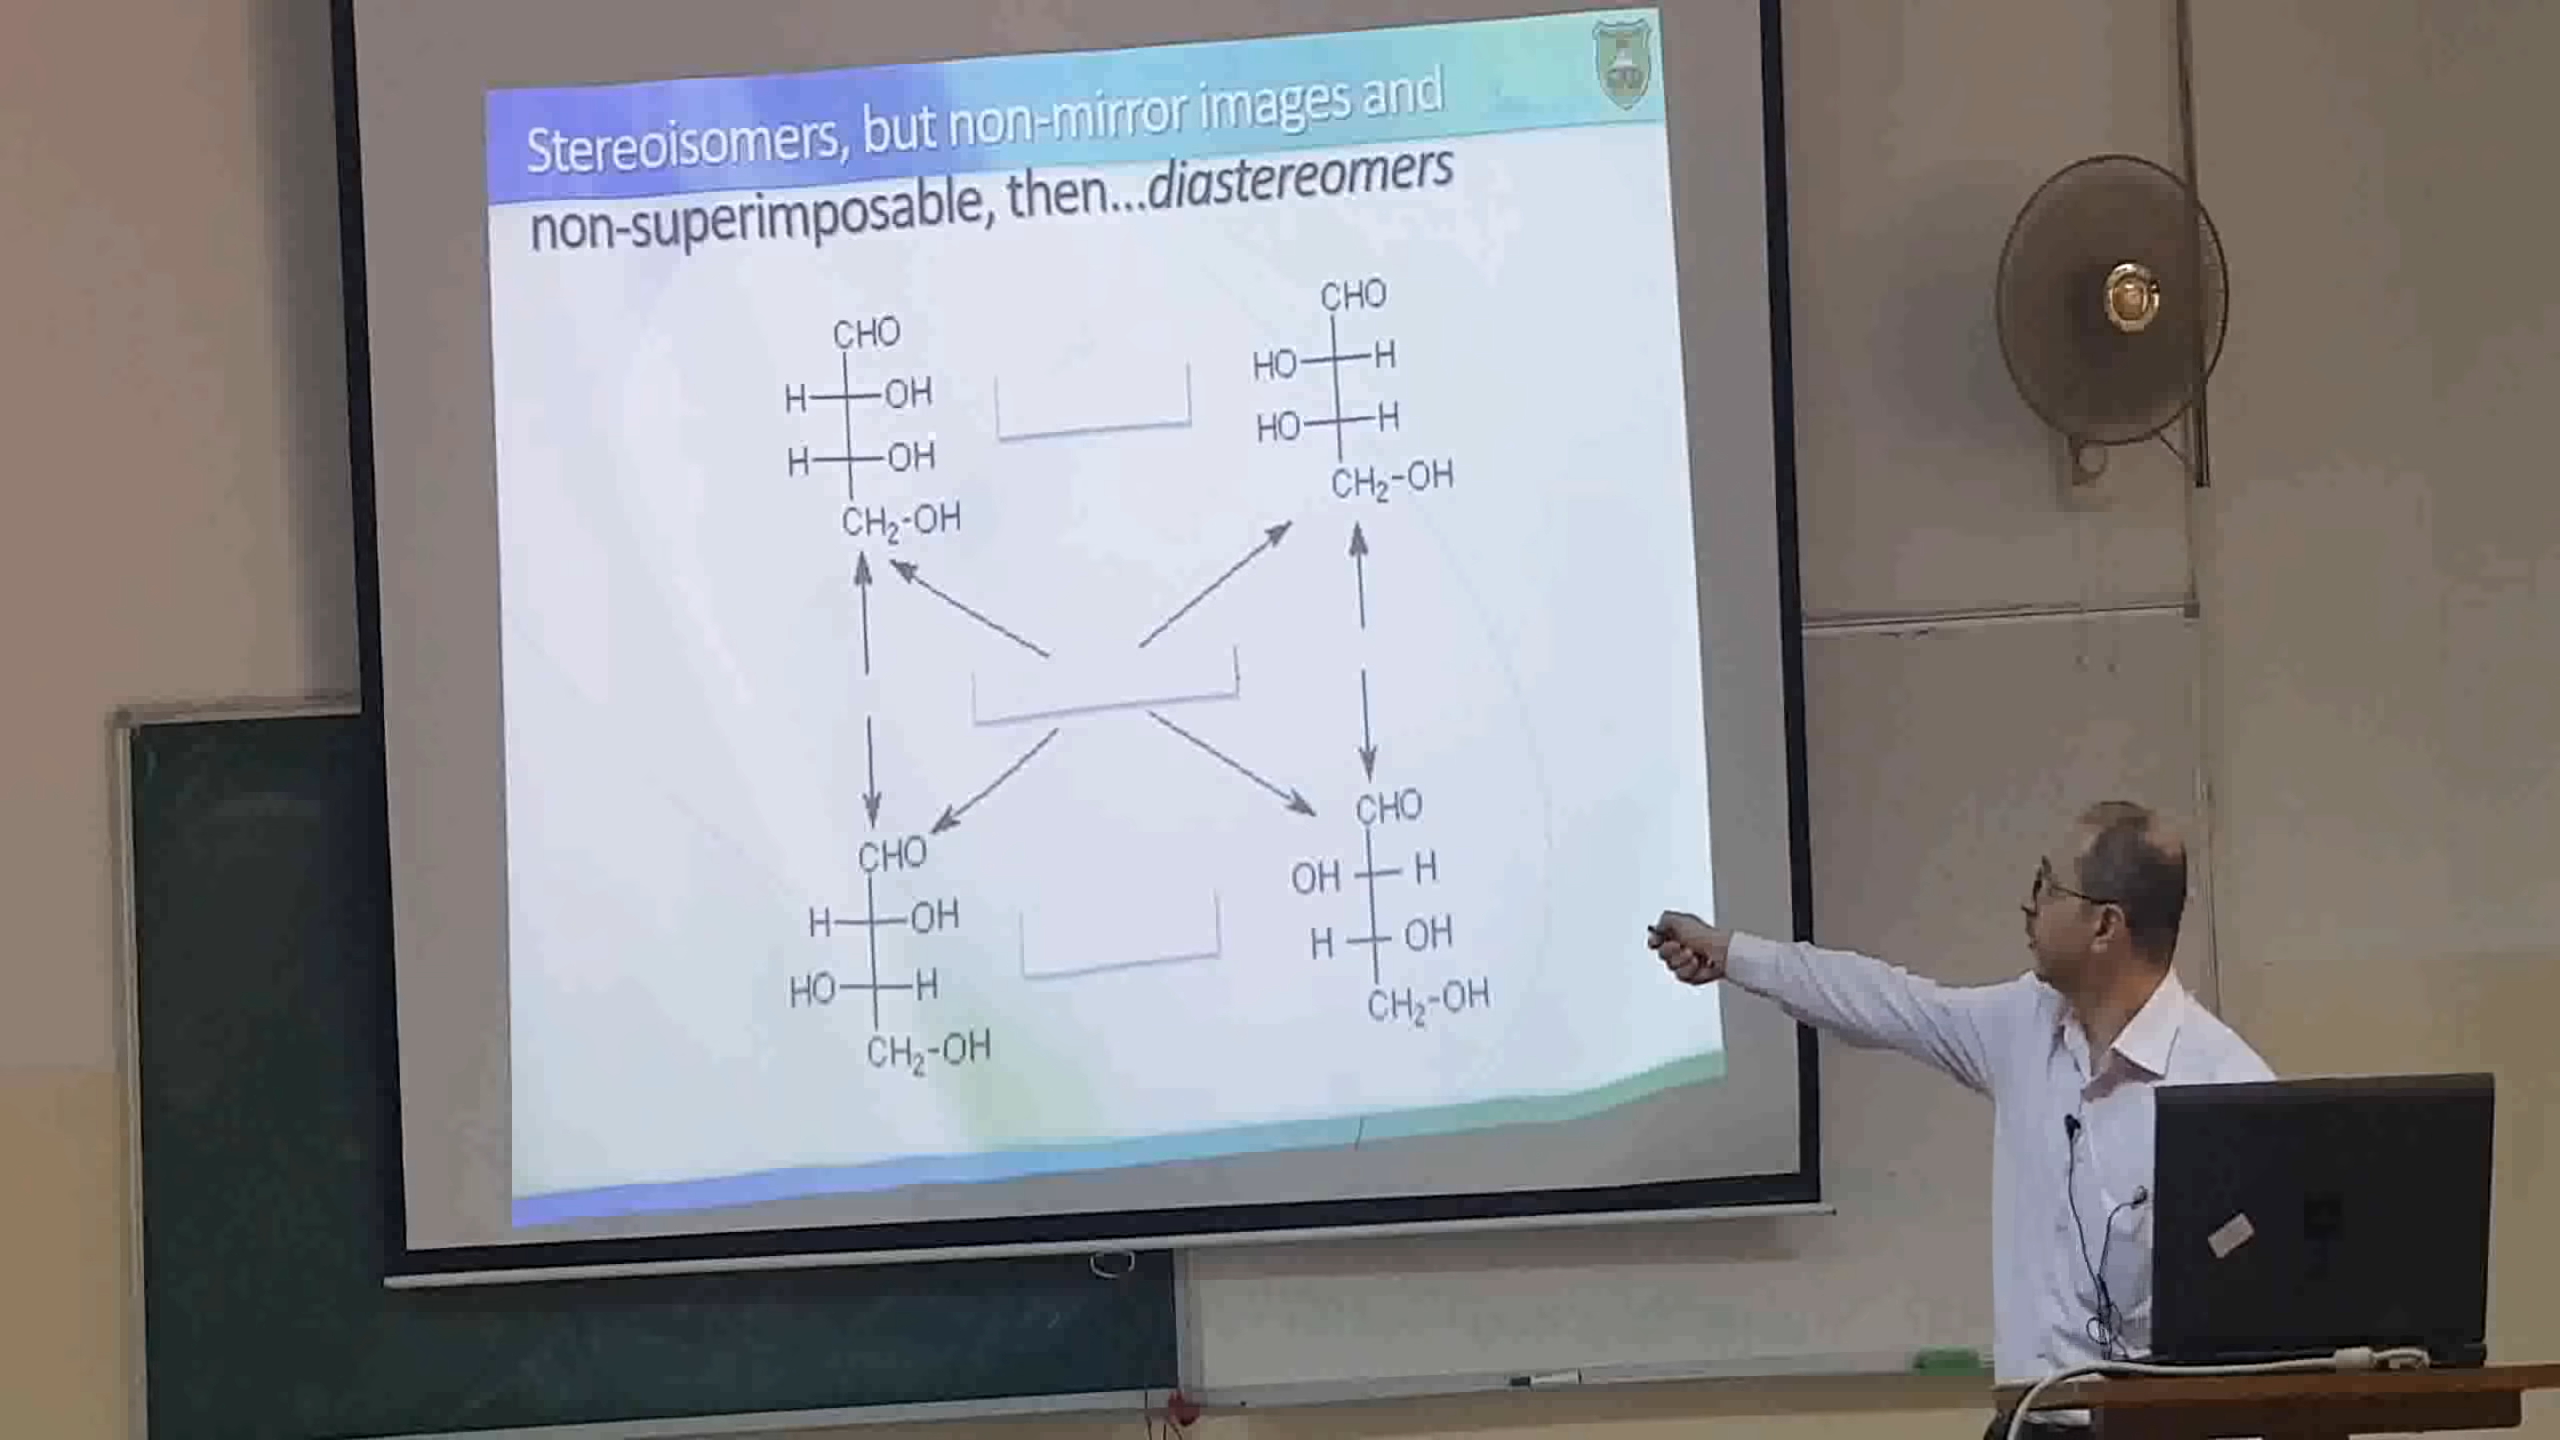 Stereoisomers, but non-mirror images and
non-superimposable, then...diastereomers
CHO
H OH
H OH
CH₂-OH
CHO
HO H
HO H
CH₂-OH
CHO
H OH
HO H
CH₂-OH
CHO
OH H
H OH
CH₂-OH